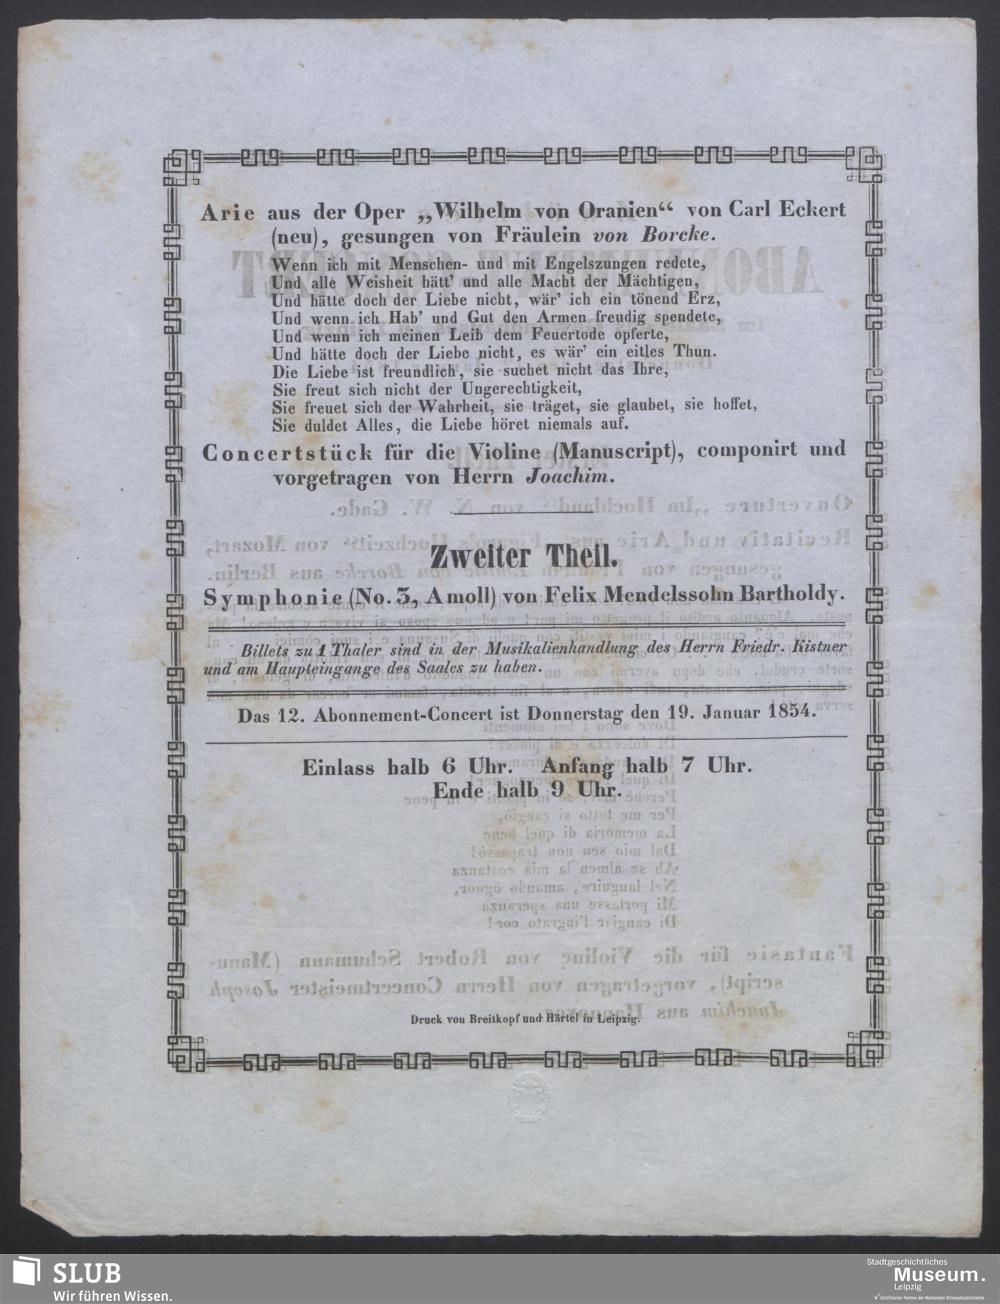 Arie aus der Oper „Wilhelm von Oranien“ von Carl Eckert
(neu), gesungen von Fräulein von Borcke.
Wenn ich mit Menschen- und mit Engelszungen redete,
Und alle Weisheit hätt’ und alle Macht der Mächtigen,
Und hätte doch der Liebe nicht, wär’ ich ein tönend Erz,
Und wenn ich Hab’ und Gut den Armen freudig spendete,
Und wenn ich meinen Leib dem Feuertode opferte,
Und hätte doch der Liebe nicht, es wär’ ein eitles Thun.
Die Liebe ist freundlich, sie suchet nicht das Ihre,
Sie freut sich nicht der Ungerechtigkeit,
Sie freuet sich der Wahrheit, sie träget, sie glaubet, sie hoffet,
Sie duldet Alles, die Liebe höret niemals auf.
Concertstück für die Violine (Manuscript), componirt und
vorgetragen von Herrn Joachim.
Zweiter Theil.
Symphonie (No. 3, A moll) von Felix Mendelssohn Bartholdy.
Billets zu 1 Thaler sind in der Musikalienhandlung des Herrn Friedr. Kistner
und am Haupteingange des Saales zu haben.
Das 12. Abonnement-Concert ist Donnerstag den 19. Januar 1854.
Einlass halb 6 Uhr. Anfang halb 7 Uhr.
Ende halb 9 Uhr.
Druck von Breitkopf und Härtel in Leipzig.
SLUB
Wir führen Wissen.
Stadtgeschichtliches
Museum.
Leipzig
Zertifizierter Partner der Nationalen Klimaschutzinitiative